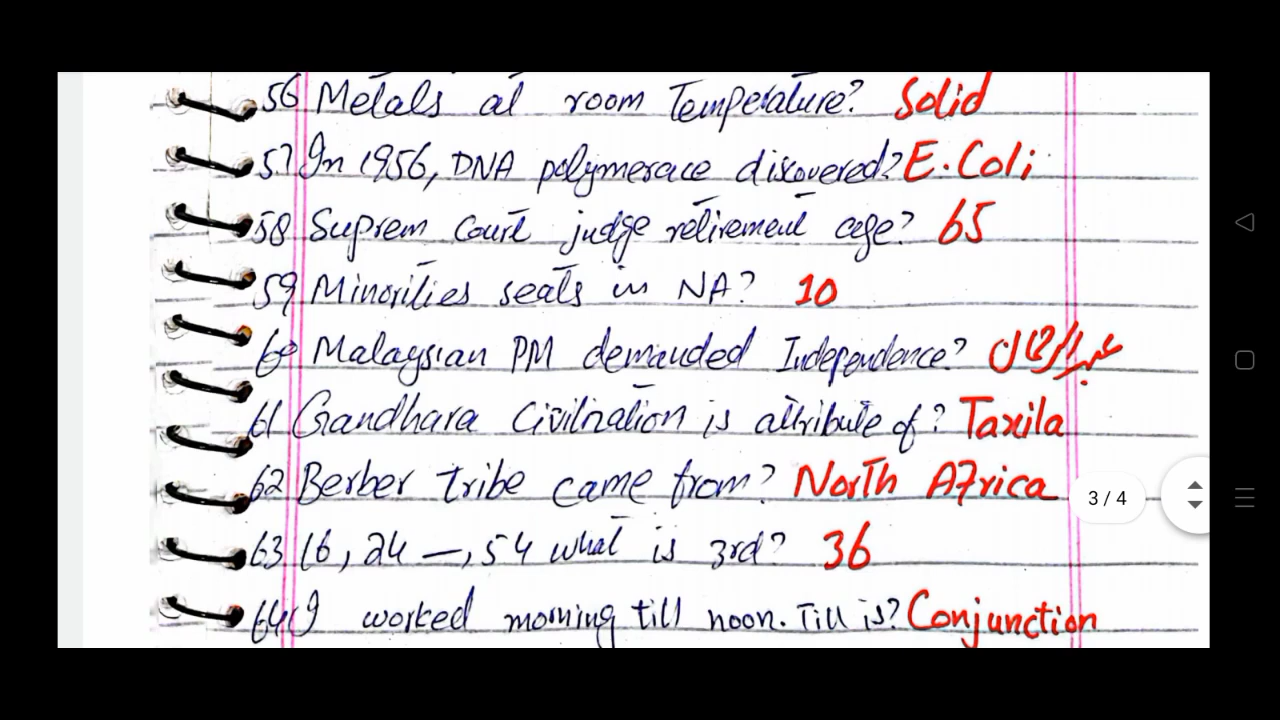 56 Metals at room Temperature? Solid
57 In 1956, DNA polymerace discovered? E.Coli
58 Suprem Court judge retirement age? 65
59 Minorities seats in NA? 10
60 Malaysian PM demanded Independence?
61 Gandhara Civilization is attribute of? Taxila
62 Berber tribe came from? North Africa
3/4
63 16, 24 —, 54 what is 3rd? 36
64 I worked morning till noon. Till is? Conjunction